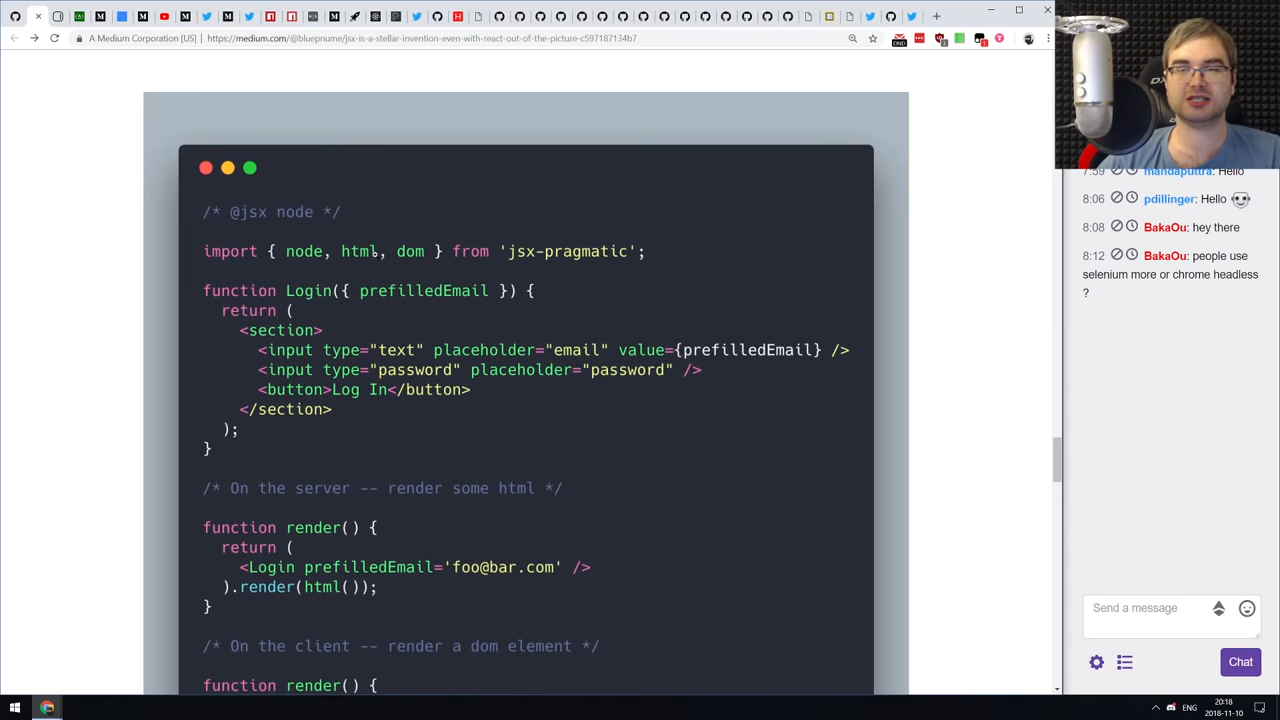 A Medium Corporation [US]
https://medium.com/@bluepnume/jsx-is-a-stellar-invention-even-with-react-out-of-the-picture-c597187134b7
/* @jsx node */
import { node, html, dom } from 'jsx-pragmatic';
function Login({ prefilledEmail }) {
return (
<section>
<input type="text" placeholder="email" value={prefilledEmail} />
<input type="password" placeholder="password" />
<button>Log In</button>
</section>
);
}
/* On the server -- render some html */
function render() {
return (
<Login prefilledEmail='foo@bar.com' />
).render(html());
}
/* On the client -- render a dom element */
function render() {
7:59 mandaputtra: Hello
8:06 pdillinger: Hello
8:08 BakaOu: hey there
8:12 BakaOu: people use
selenium more or chrome headless
?
Send a message
Chat
ENG
20:18
2018-11-10